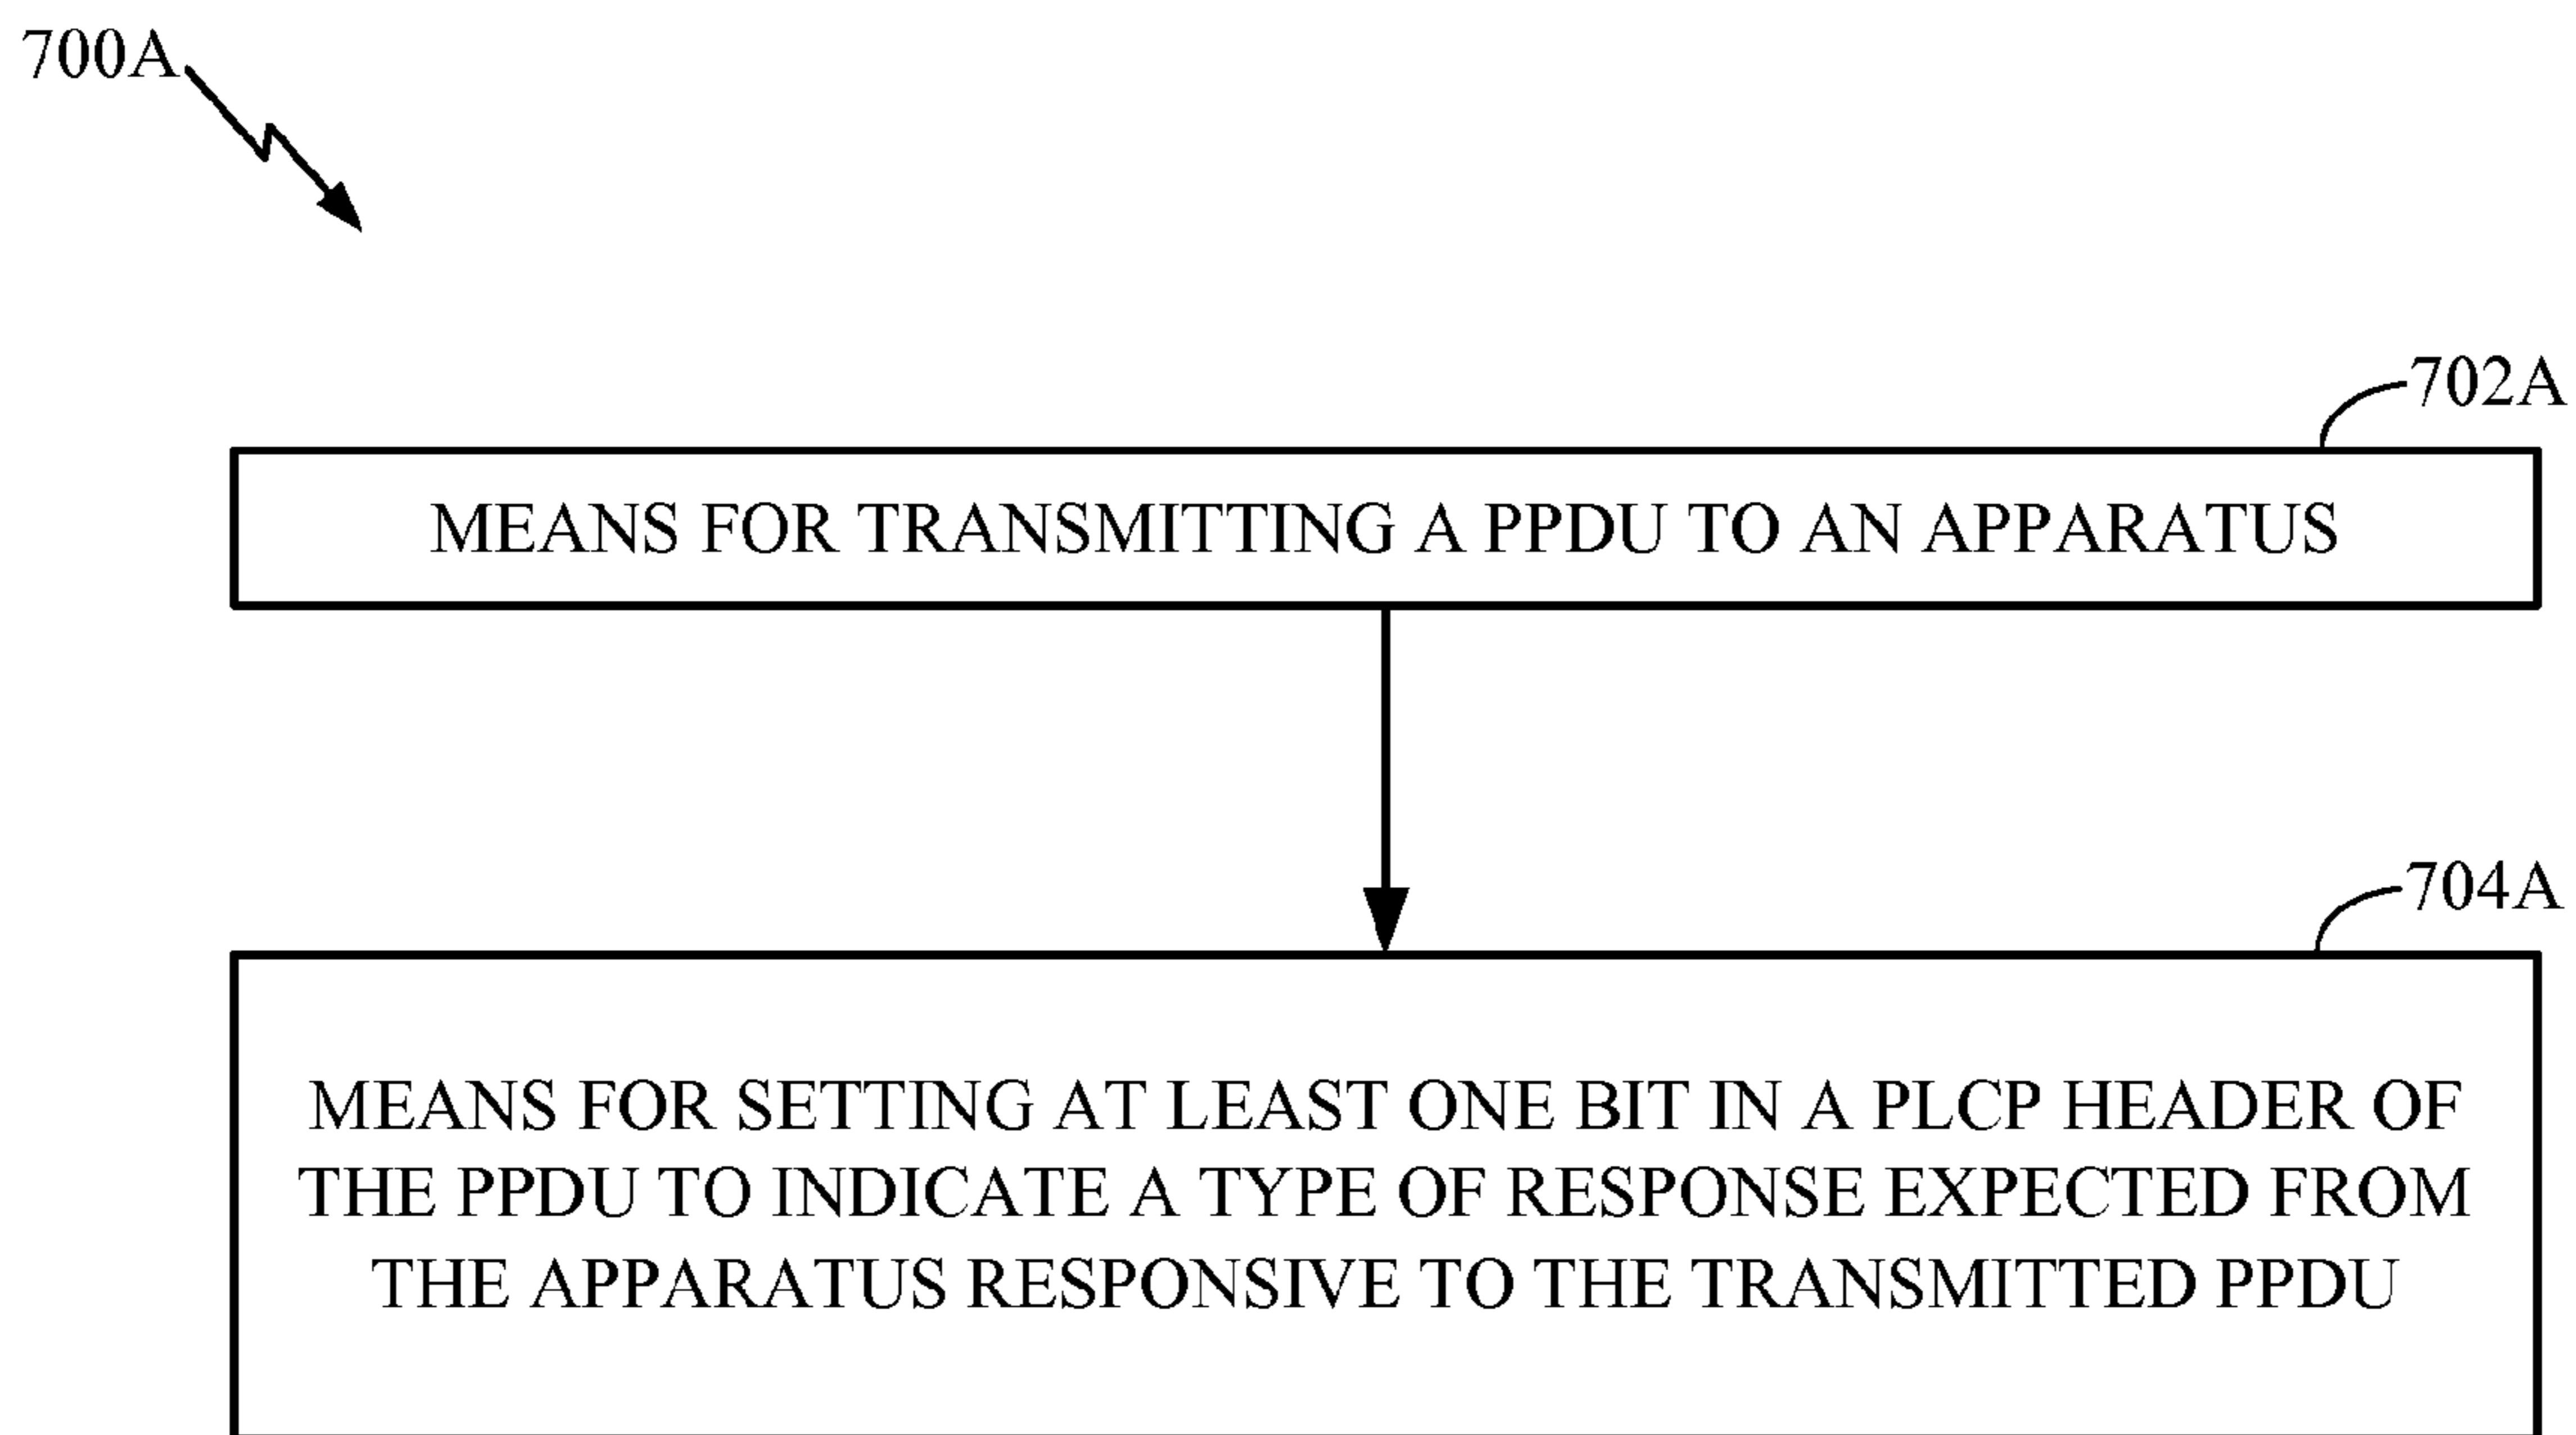 700A
702A
MEANS FOR TRANSMITTING A PPDU TO AN APPARATUS
704A
MEANS FOR SETTING AT LEAST ONE BIT IN A PLCP HEADER OF
THE PPDU TO INDICATE A TYPE OF RESPONSE EXPECTED FROM
THE APPARATUS RESPONSIVE TO THE TRANSMITTED PPDU